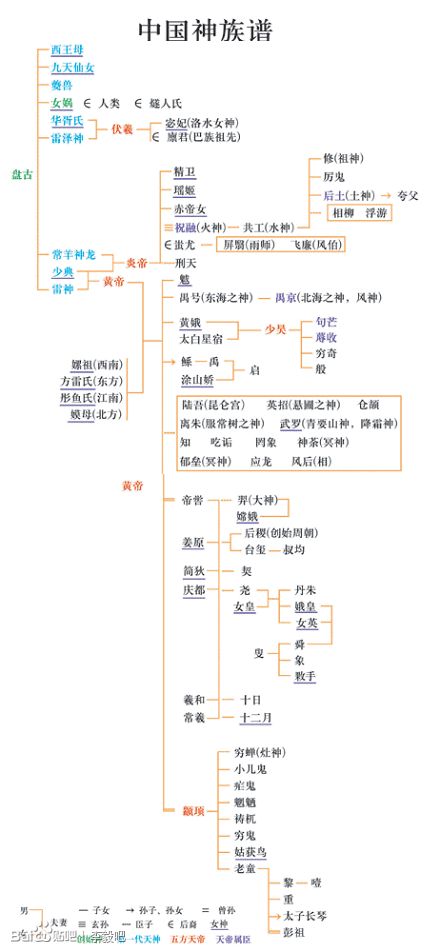 中国神族谱
西王母
九天仙女
夔兽
女娲 ∈ 人类 ∈ 燧人氏
华胥氏
雷泽神
伏羲
宓妃(洛水女神)
∈ 廪君(巴族祖先)
盘古
精卫
瑶姬
赤帝女
≡祝融(火神)
共工(水神)
修(祖神)
厉鬼
后土(土神) → 夸父
相柳 浮游
∈蚩尤
屏翳(雨师) 飞廉(风伯)
刑天
常羊神龙
少典
雷神
炎帝
黄帝
魃
禺号(东海之神)
禺京(北海之神，风神)
黄娥
太白星宿
少昊
句芒
蓐收
穷奇
般
→ 鲧 禹
涂山娇
启
嫘祖(西南)
方雷氏(东方)
彤鱼氏(江南)
嫫母(北方)
陆吾(昆仑宫) 英招(悬圃之神) 仓颉
离朱(服常树之神) 武罗(青要山神，降霜神)
知 吃诟 罔象 神荼(冥神)
郁垒(冥神) 应龙 风后(相)
黄帝
帝喾
羿(大神)
嫦娥
姜原
后稷(创始周朝)
台玺 叔均
简狄 契
庆都 尧
女皇
丹朱
娥皇
女英
叟
舜
象
敤手
羲和 十日
常羲 十二月
颛顼
穷蝉(灶神)
小儿鬼
疟鬼
魍魉
梼杌
穷鬼
姑获鸟
老童
黎 噎
重
太子长琴
彭祖
男
夫妻
一 子女 → 孙子，孙女 = 曾孙
≡ 玄孙 臣子 ∈ 后裔 女神
五方天帝 天帝属臣
Bai 贴吧